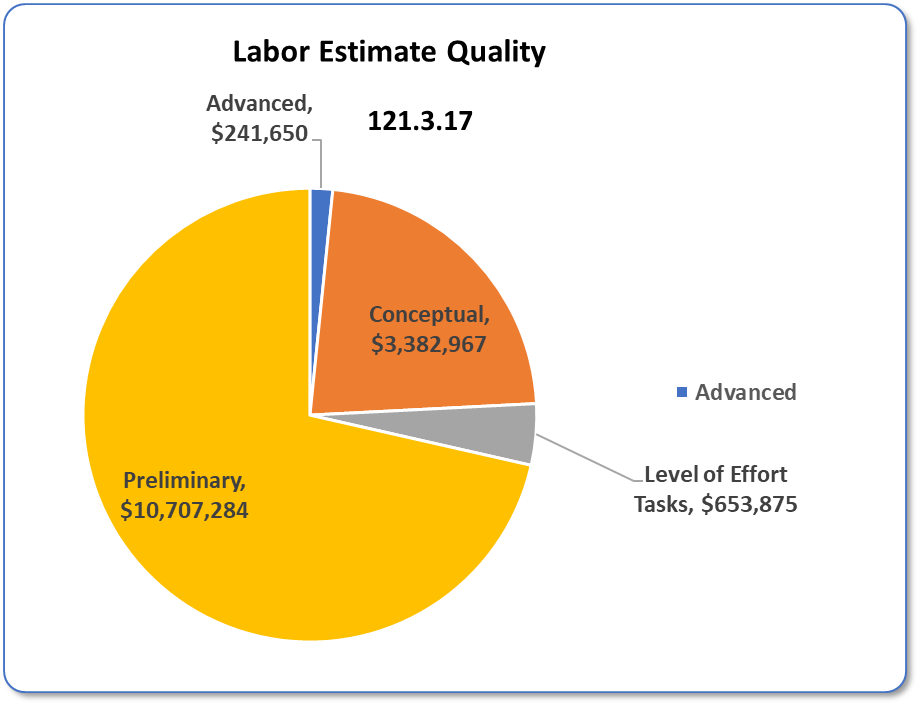 Labor Estimate Quality
121.3.17
Advanced,
$241,650
Conceptual,
$3,382,967
Advanced
Level of Effort
Tasks, $653,875
Preliminary,
$10,707,284